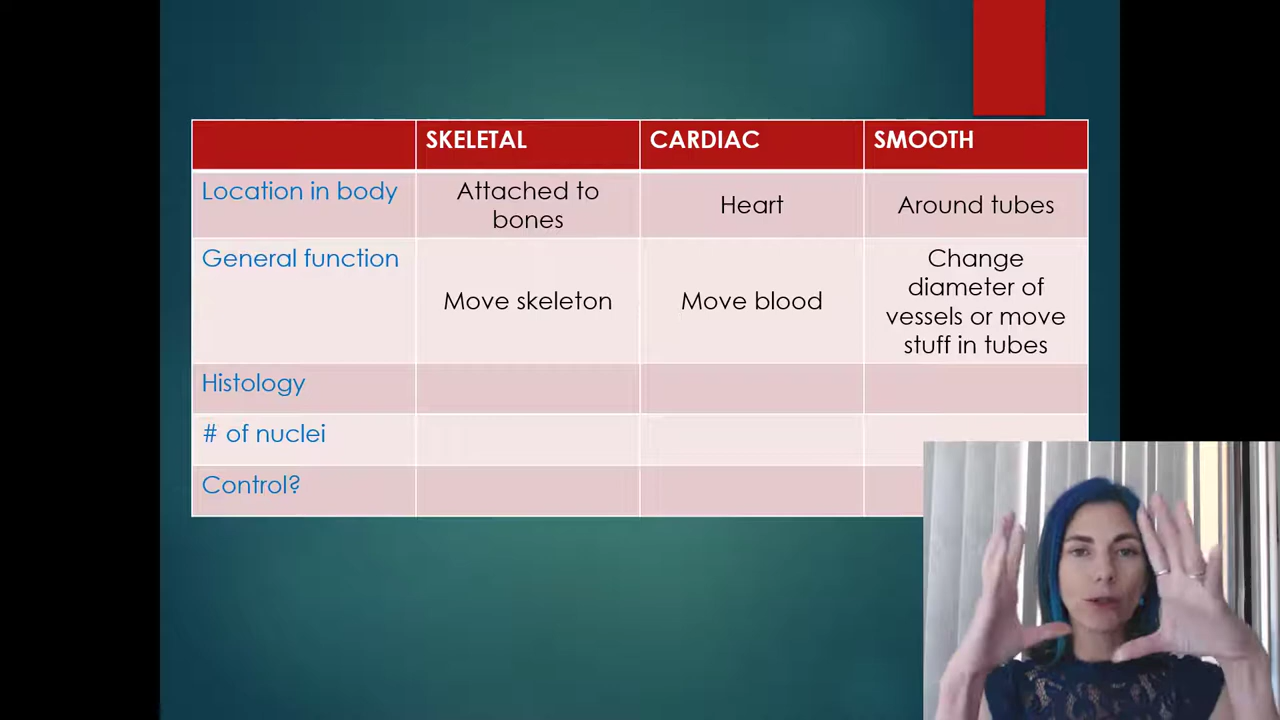 SKELETAL CARDIAC SMOOTH
Location in body
Attached to
bones
Heart
Around tubes
General function
Move skeleton
Move blood
Change
diameter of
vessels or move
stuff in tubes
Histology
# of nuclei
Control?